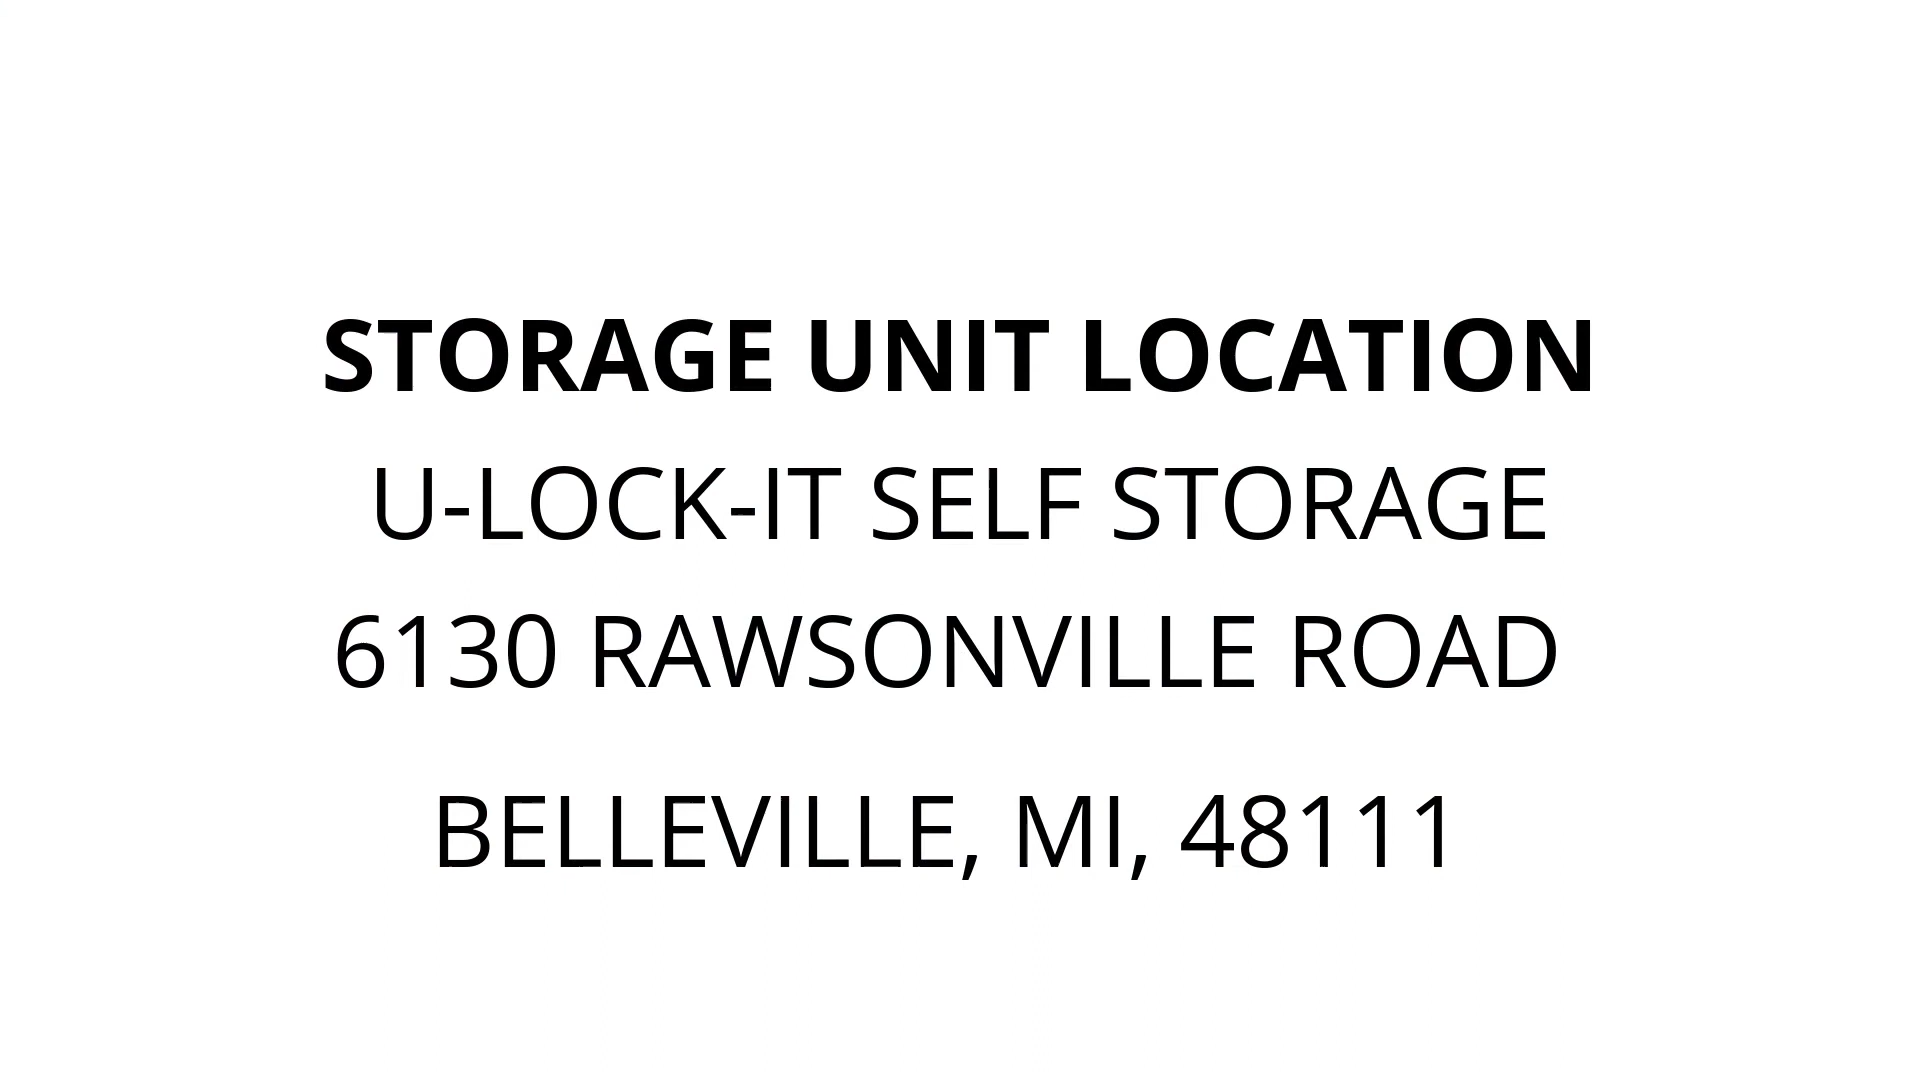 STORAGE UNIT LOCATION
U-LOCK-IT SELF STORAGE
6130 RAWSONVILLE ROAD
BELLEVILLE, MI, 48111